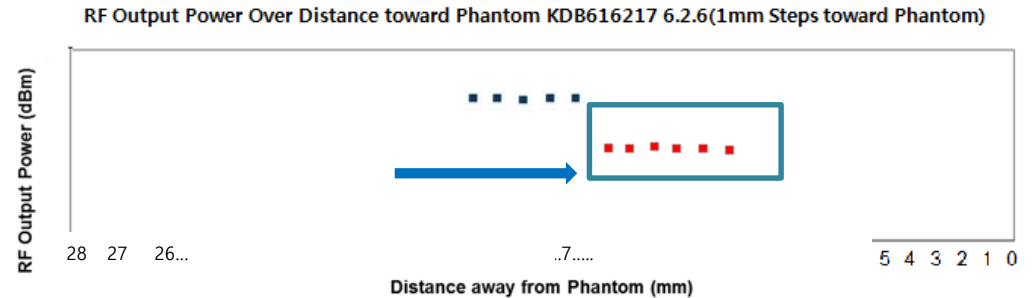 RF Output Power Over Distance toward Phantom KDB616217 6.2.6(1mm Steps toward Phantom)
RF Output Power (dBm)
28 27 26... ..7..... 5 4 3 2 1 0
Distance away from Phantom (mm)